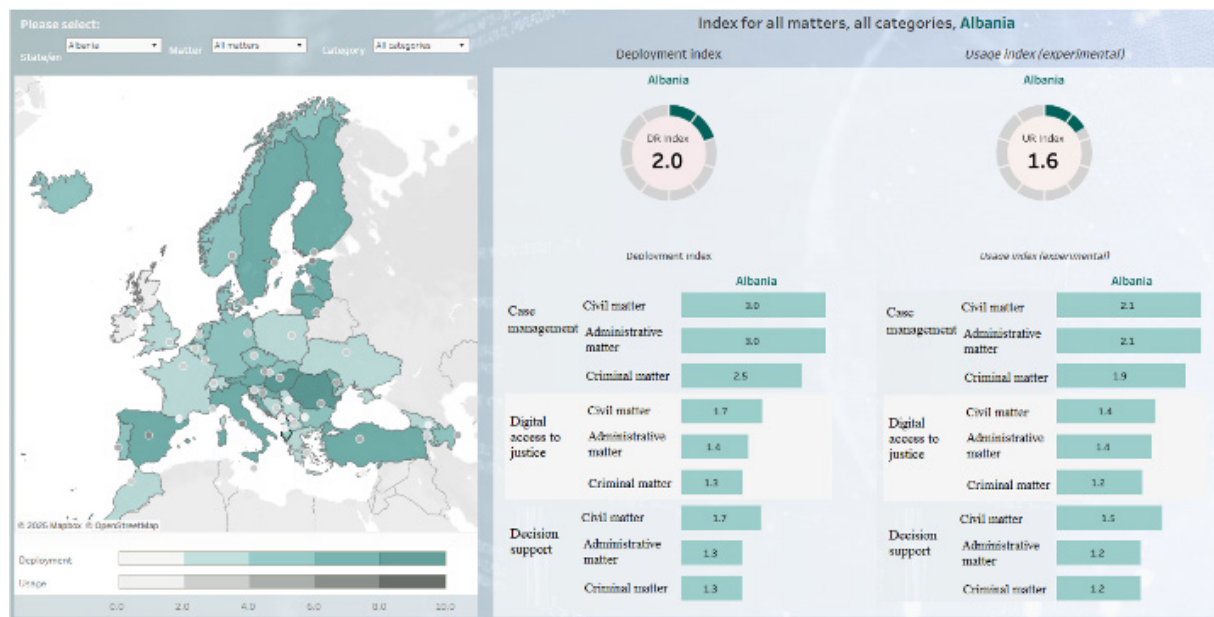 Please select:
State/en Albania Matter All matters Category All categories
© 2025 Mapbox © OpenStreetMap
Deployment
Usage
0.0 2.0 4.0 6.0 8.0 10.0
Index for all matters, all categories, Albania
Deployment index
Albania
DR Index
2.0
Usage index (experimental)
Albania
UR Index
1.6
Deployment index
Albania
Case management
Civil matter 3.0
Administrative matter 3.0
Criminal matter 2.5
Digital access to justice
Civil matter 1.7
Administrative matter 1.4
Criminal matter 1.3
Decision support
Civil matter 1.7
Administrative matter 1.3
Criminal matter 1.3
Usage index (experimental)
Albania
Case management
Civil matter 2.1
Administrative matter 2.1
Criminal matter 1.9
Digital access to justice
Civil matter 1.4
Administrative matter 1.4
Criminal matter 1.2
Decision support
Civil matter 1.5
Administrative matter 1.2
Criminal matter 1.2